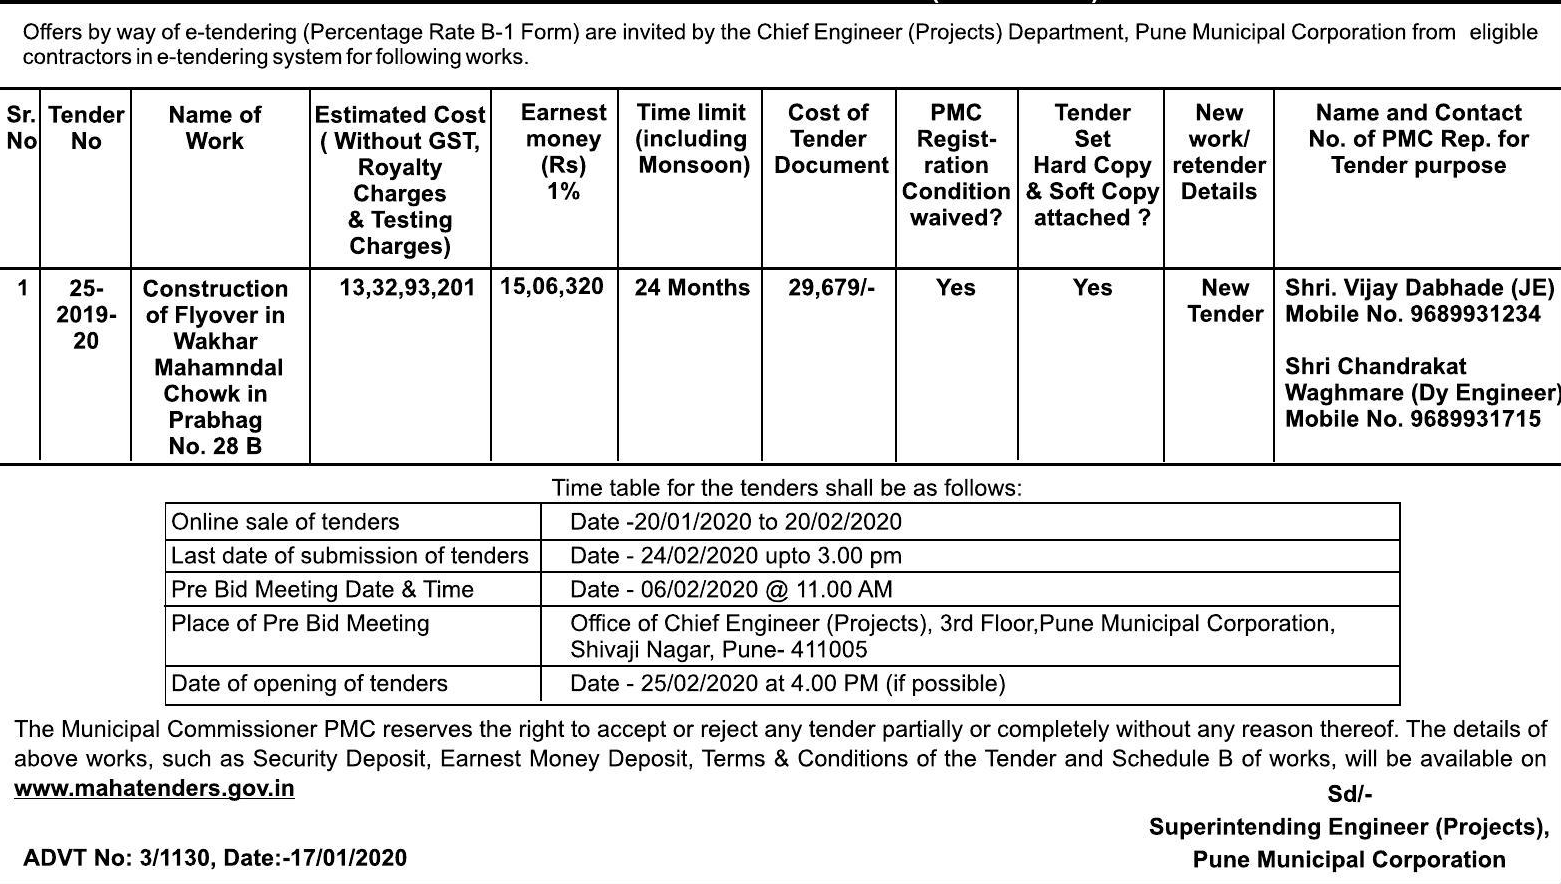 Offers by way of e-tendering (Percentage Rate B-1 Form) are invited by the Chief Engineer (Projects) Department, Pune Municipal Corporation from eligible
contractors in e-tendering system for following works.
Sr.
No
Tender
No
Name of
Work
Estimated Cost
( Without GST,
Royalty
Charges
& Testing
Charges)
Earnest
money
(Rs)
1%
Time limit
(including
Monsoon)
Cost of
Tender
Document
PMC
Regist-
ration
Condition
waived?
Tender
Set
Hard Copy
& Soft Copy
attached ?
New
work/
retender
Details
Name and Contact
No. of PMC Rep. for
Tender purpose
1
25-
2019-
20
Construction
of Flyover in
Wakhar
Mahamndal
Chowk in
Prabhag
No. 28 B
13,32,93,201
15,06,320
24 Months
29,679/-
Yes
Yes
New
Tender
Shri. Vijay Dabhade (JE)
Mobile No. 9689931234
Shri Chandrakat
Waghmare (Dy Engineer)
Mobile No. 9689931715
Time table for the tenders shall be as follows:
Online sale of tenders
Date -20/01/2020 to 20/02/2020
Last date of submission of tenders
Date - 24/02/2020 upto 3.00 pm
Pre Bid Meeting Date & Time
Date - 06/02/2020 @ 11.00 AM
Place of Pre Bid Meeting
Office of Chief Engineer (Projects), 3rd Floor,Pune Municipal Corporation,
Shivaji Nagar, Pune- 411005
Date of opening of tenders
Date - 25/02/2020 at 4.00 PM (if possible)
The Municipal Commissioner PMC reserves the right to accept or reject any tender partially or completely without any reason thereof. The details of
above works, such as Security Deposit, Earnest Money Deposit, Terms & Conditions of the Tender and Schedule B of works, will be available on
www.mahatenders.gov.in
Sd/-
Superintending Engineer (Projects),
Pune Municipal Corporation
ADVT No: 3/1130, Date:-17/01/2020